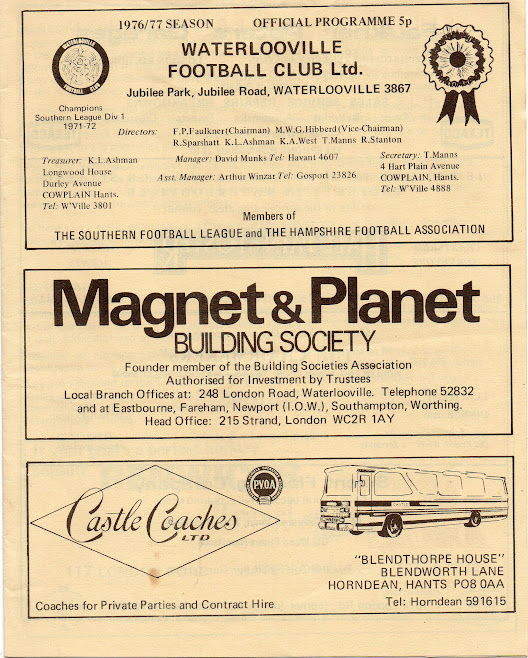 1976/77 SEASON OFFICIAL PROGRAMME 5p
WATERLOOVILLE
FOOTBALL CLUB Ltd.
Jubilee Park, Jubilee Road, WATERLOOVILLE 3867
WATERLOOVILLE
FOOTBALL CLUB
Champions
Southern League Div 1
1971-72
Directors: F.P.Faulkner(Chairman) M.W.G.Hibberd (Vice-Chairman)
R.Sparshatt K.L.Ashman K.A.West T.Manns R.Stanton
Treasurer: K.L.Ashman
Longwood House
Durley Avenue
COWPLAIN, Hants.
Tel: W'Ville 3801
Manager: David Munks Tel: Havant 4607
Asst. Manager: Arthur Winzar Tel: Gosport 23826
Secretary: T.Manns
4 Hart Plain Avenue
COWPLAIN, Hants.
Tel: W'Ville 4888
Members of
THE SOUTHERN FOOTBALL LEAGUE and THE HAMPSHIRE FOOTBALL ASSOCIATION
Magnet & Planet
BUILDING SOCIETY
Founder member of the Building Societies Association
Authorised for Investment by Trustees
Local Branch Offices at: 248 London Road, Waterlooville. Telephone 52832
and at Eastbourne, Fareham, Newport (I.O.W.), Southampton, Worthing.
Head Office: 215 Strand, London WC2R 1AY
PVOA
Castle Coaches
LTD
"BLENDTHORPE HOUSE"
BLENDWORTH LANE
HORNDEAN, HANTS PO8 0AA
Coaches for Private Parties and Contract Hire
Tel: Horndean 591615